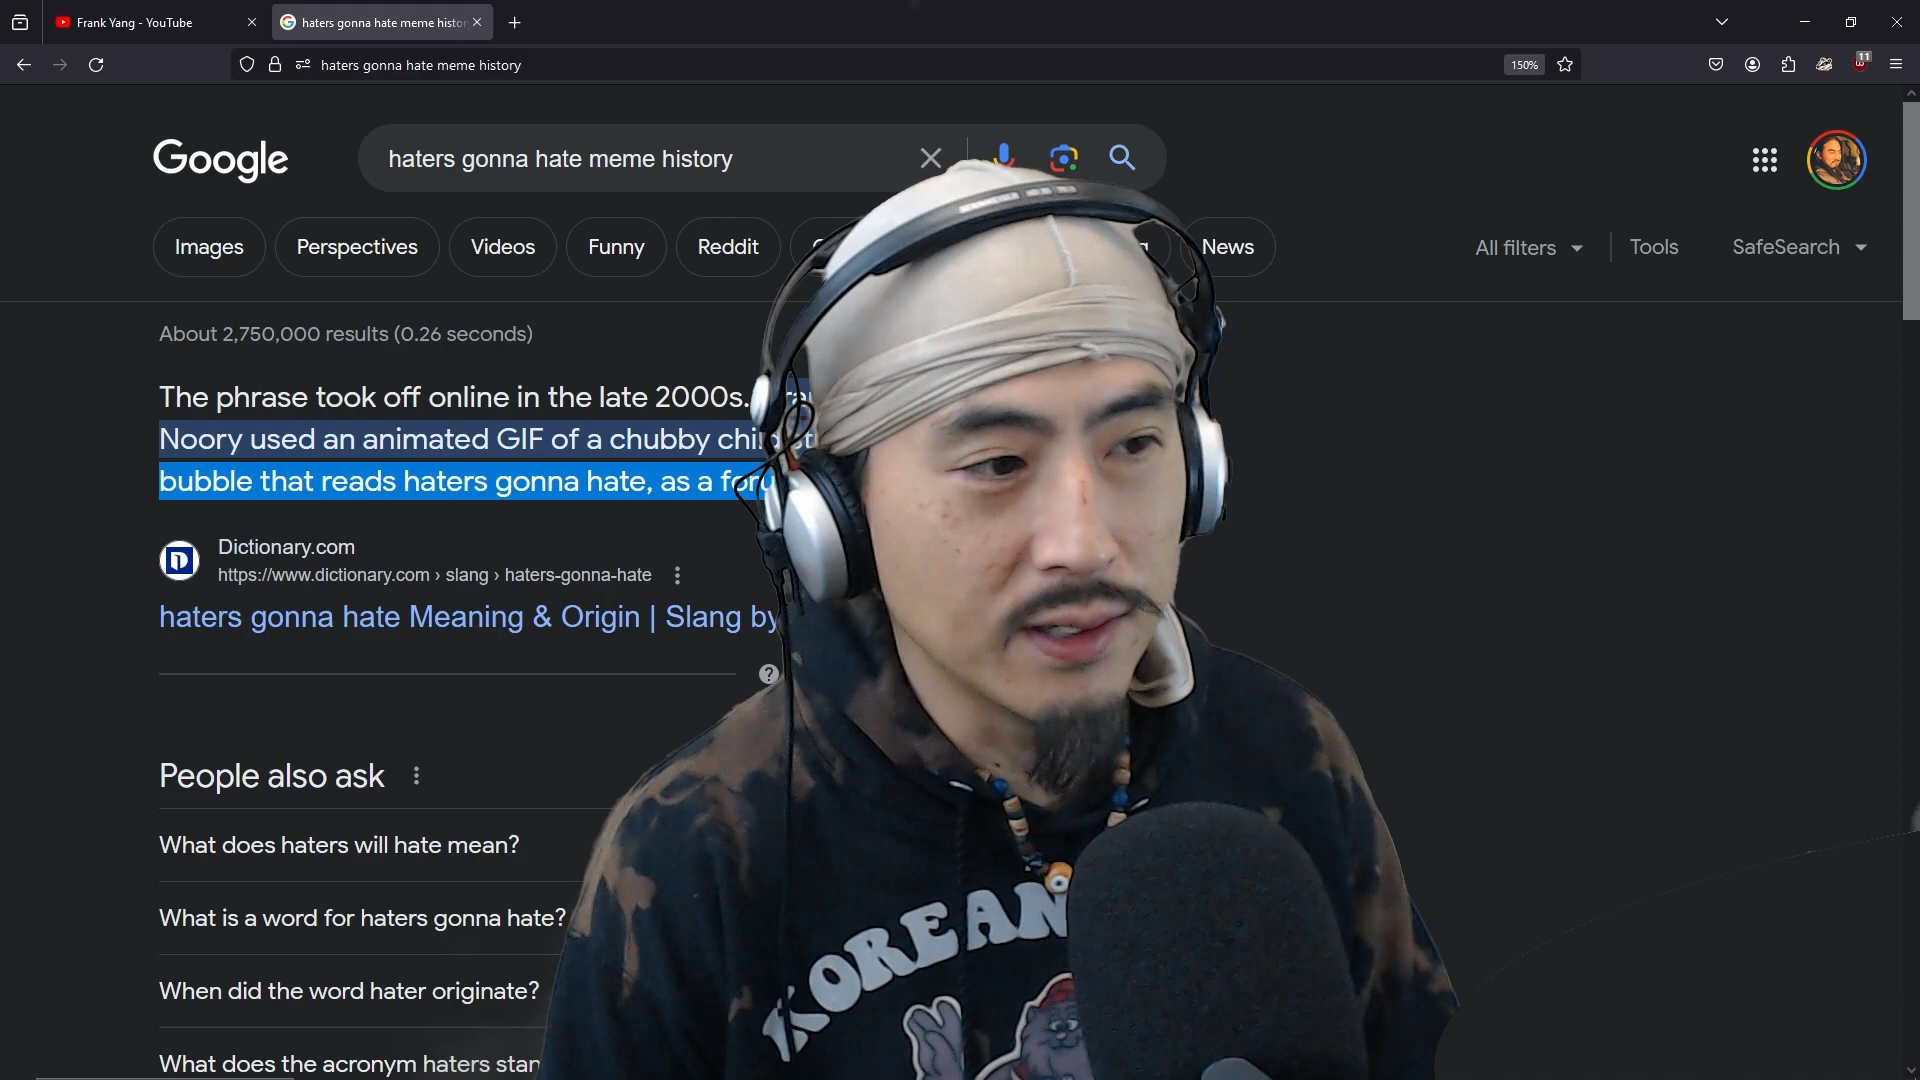 Frank Yang - YouTube
haters gonna hate meme histor
haters gonna hate meme history
150%
11
Google
haters gonna hate meme history
Images
Perspectives
Videos
Funny
Reddit
News
All filters
Tools
SafeSearch
About 2,750,000 results (0.26 seconds)
The phrase took off online in the late 2000s.
Noory used an animated GIF of a chubby child
bubble that reads haters gonna hate, as a
Dictionary.com
https://www.dictionary.com › slang › haters-gonna-hate
haters gonna hate Meaning & Origin | Slang by
People also ask
What does haters will hate mean?
What is a word for haters gonna hate?
When did the word hater originate?
What does the acronym haters stan
KOREAN